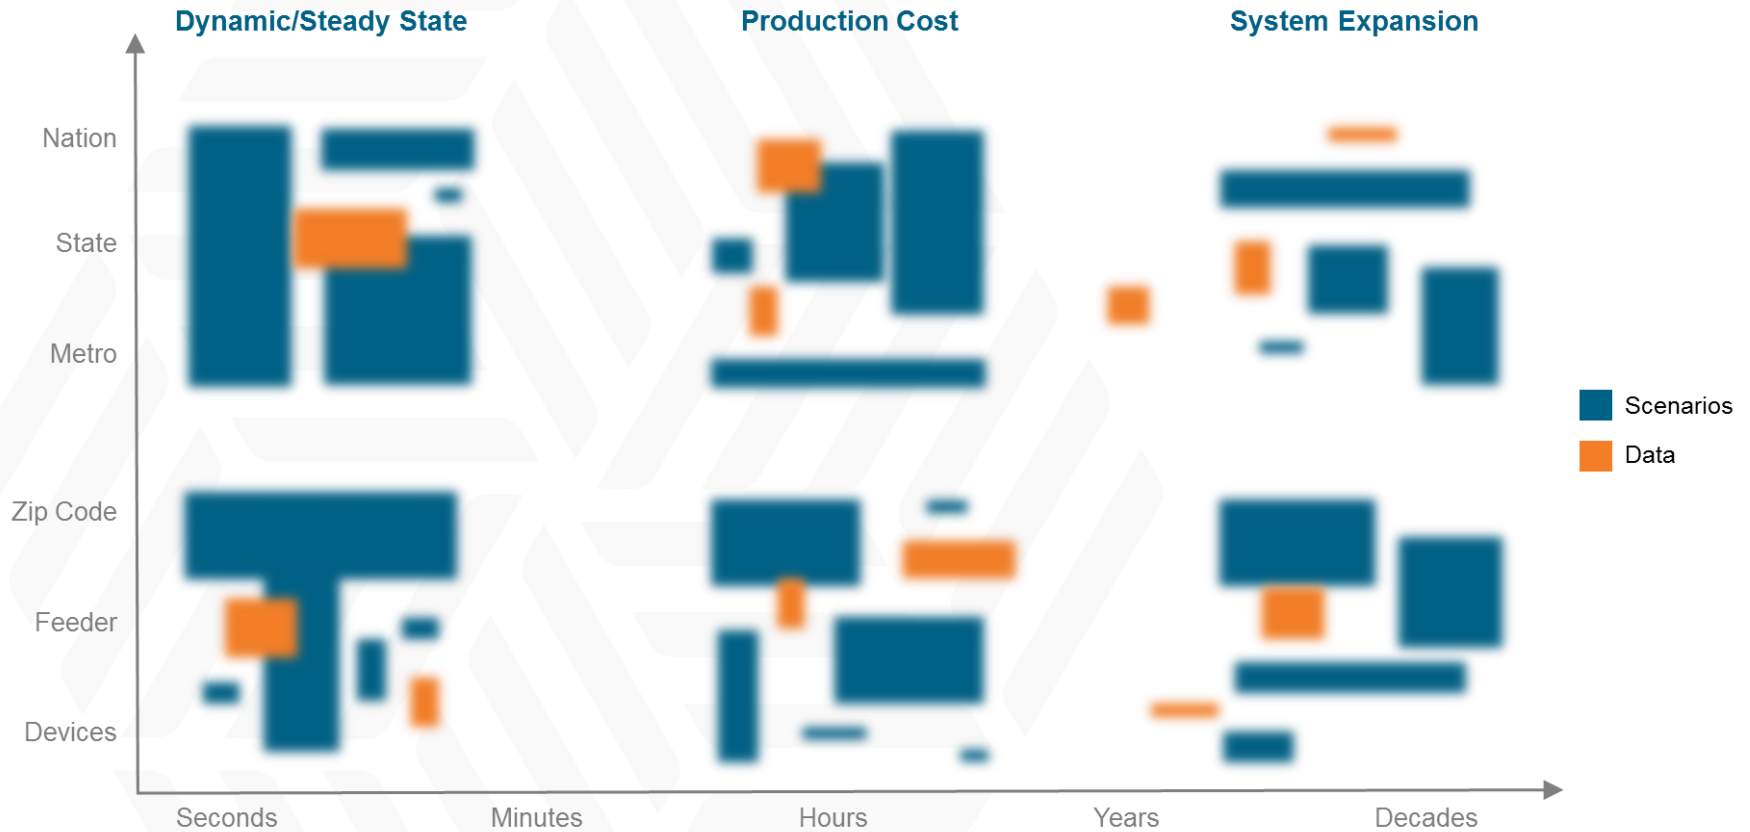 Dynamic/Steady State
Production Cost
System Expansion
Nation
State
Metro
Zip Code
Feeder
Devices
Scenarios
Data
Seconds
Minutes
Hours
Years
Decades